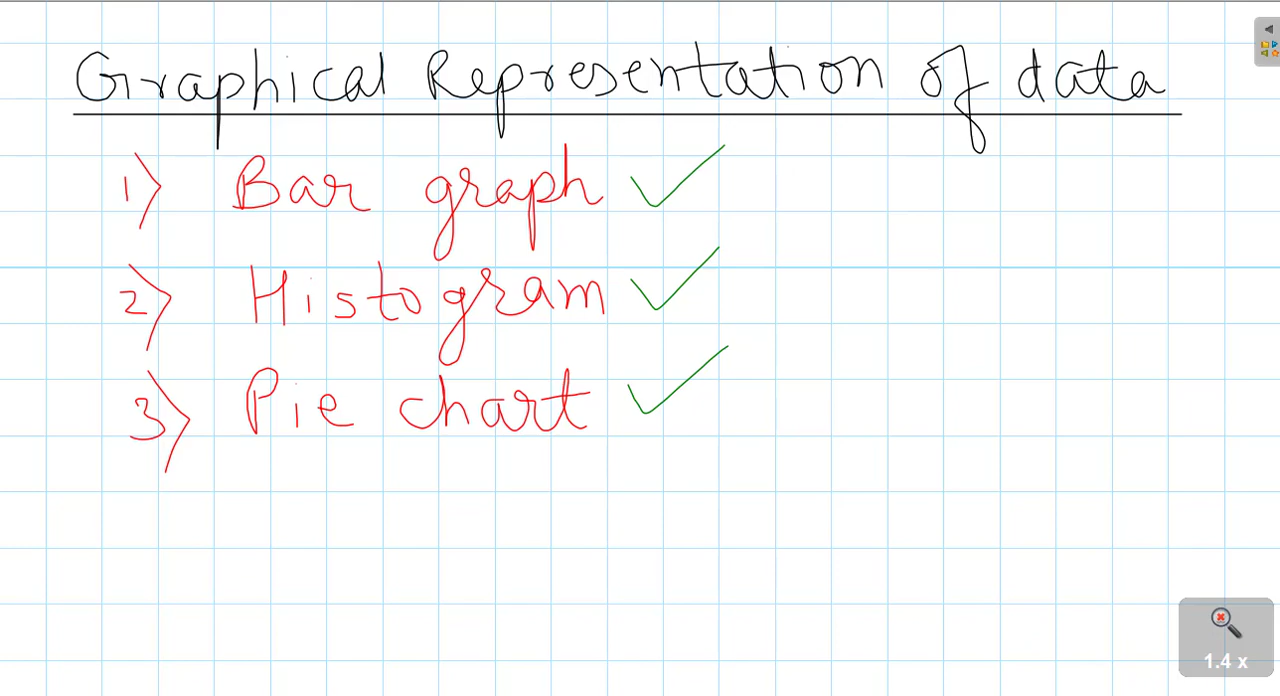 Graphical Representation of data
1) Bar graph
2) Histogram
3) Pie chart
1.4 x